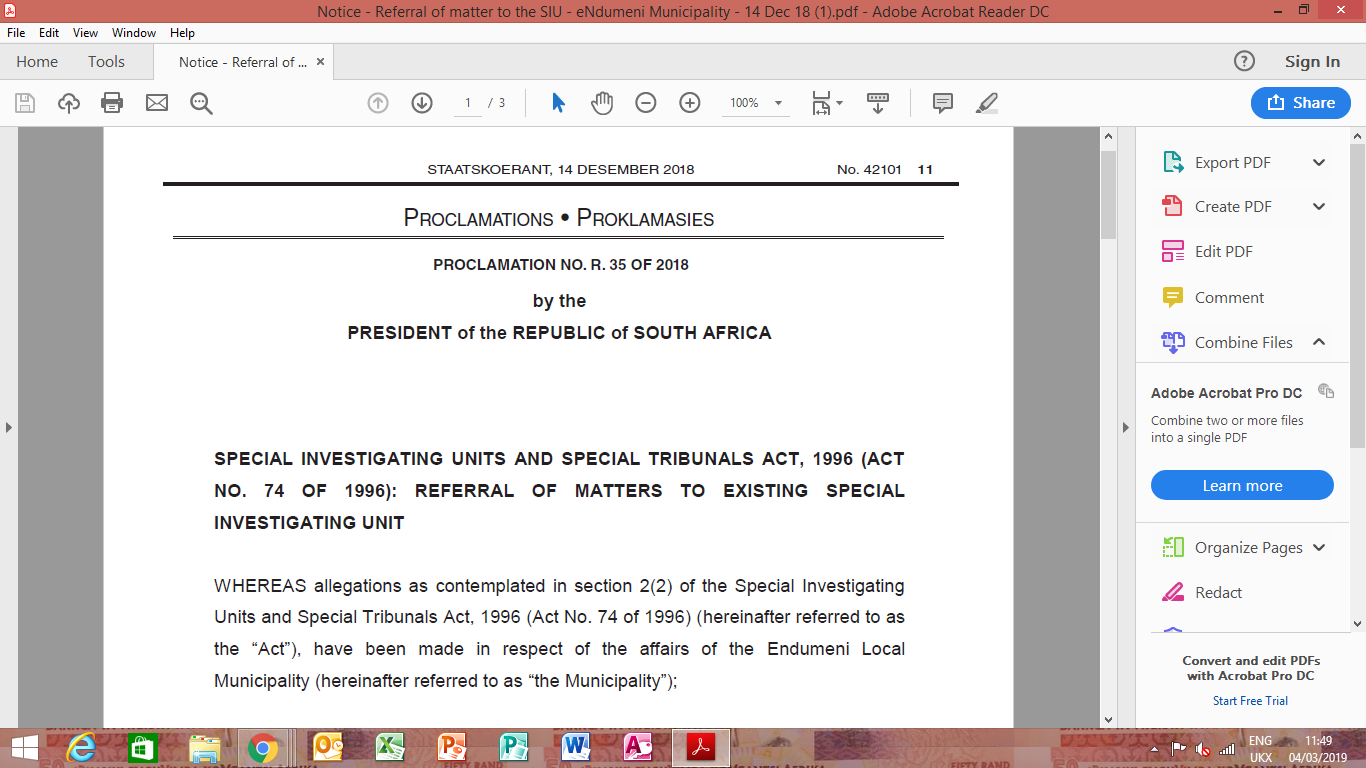 Notice - Referral of matter to the SIU - eNdumeni Municipality - 14 Dec 18 (1).pdf - Adobe Acrobat Reader DC
File Edit View Window Help
Home Tools Notice - Referral of ... × ? Sign In
1 / 3 100% Share
STAATSKOERANT, 14 DESEMBER 2018 No. 42101 11
PROCLAMATIONS • PROKLAMASIES
PROCLAMATION NO. R. 35 OF 2018
by the
PRESIDENT of the REPUBLIC of SOUTH AFRICA
SPECIAL INVESTIGATING UNITS AND SPECIAL TRIBUNALS ACT, 1996 (ACT
NO. 74 OF 1996): REFERRAL OF MATTERS TO EXISTING SPECIAL
INVESTIGATING UNIT
WHEREAS allegations as contemplated in section 2(2) of the Special Investigating
Units and Special Tribunals Act, 1996 (Act No. 74 of 1996) (hereinafter referred to as
the “Act”), have been made in respect of the affairs of the Endumeni Local
Municipality (hereinafter referred to as “the Municipality”);
Export PDF
Create PDF
Edit PDF
Comment
Combine Files
Adobe Acrobat Pro DC
Combine two or more files
into a single PDF
Learn more
Organize Pages
Redact
Convert and edit PDFs
with Acrobat Pro DC
Start Free Trial
ENG 11:49
UKX 04/03/2019